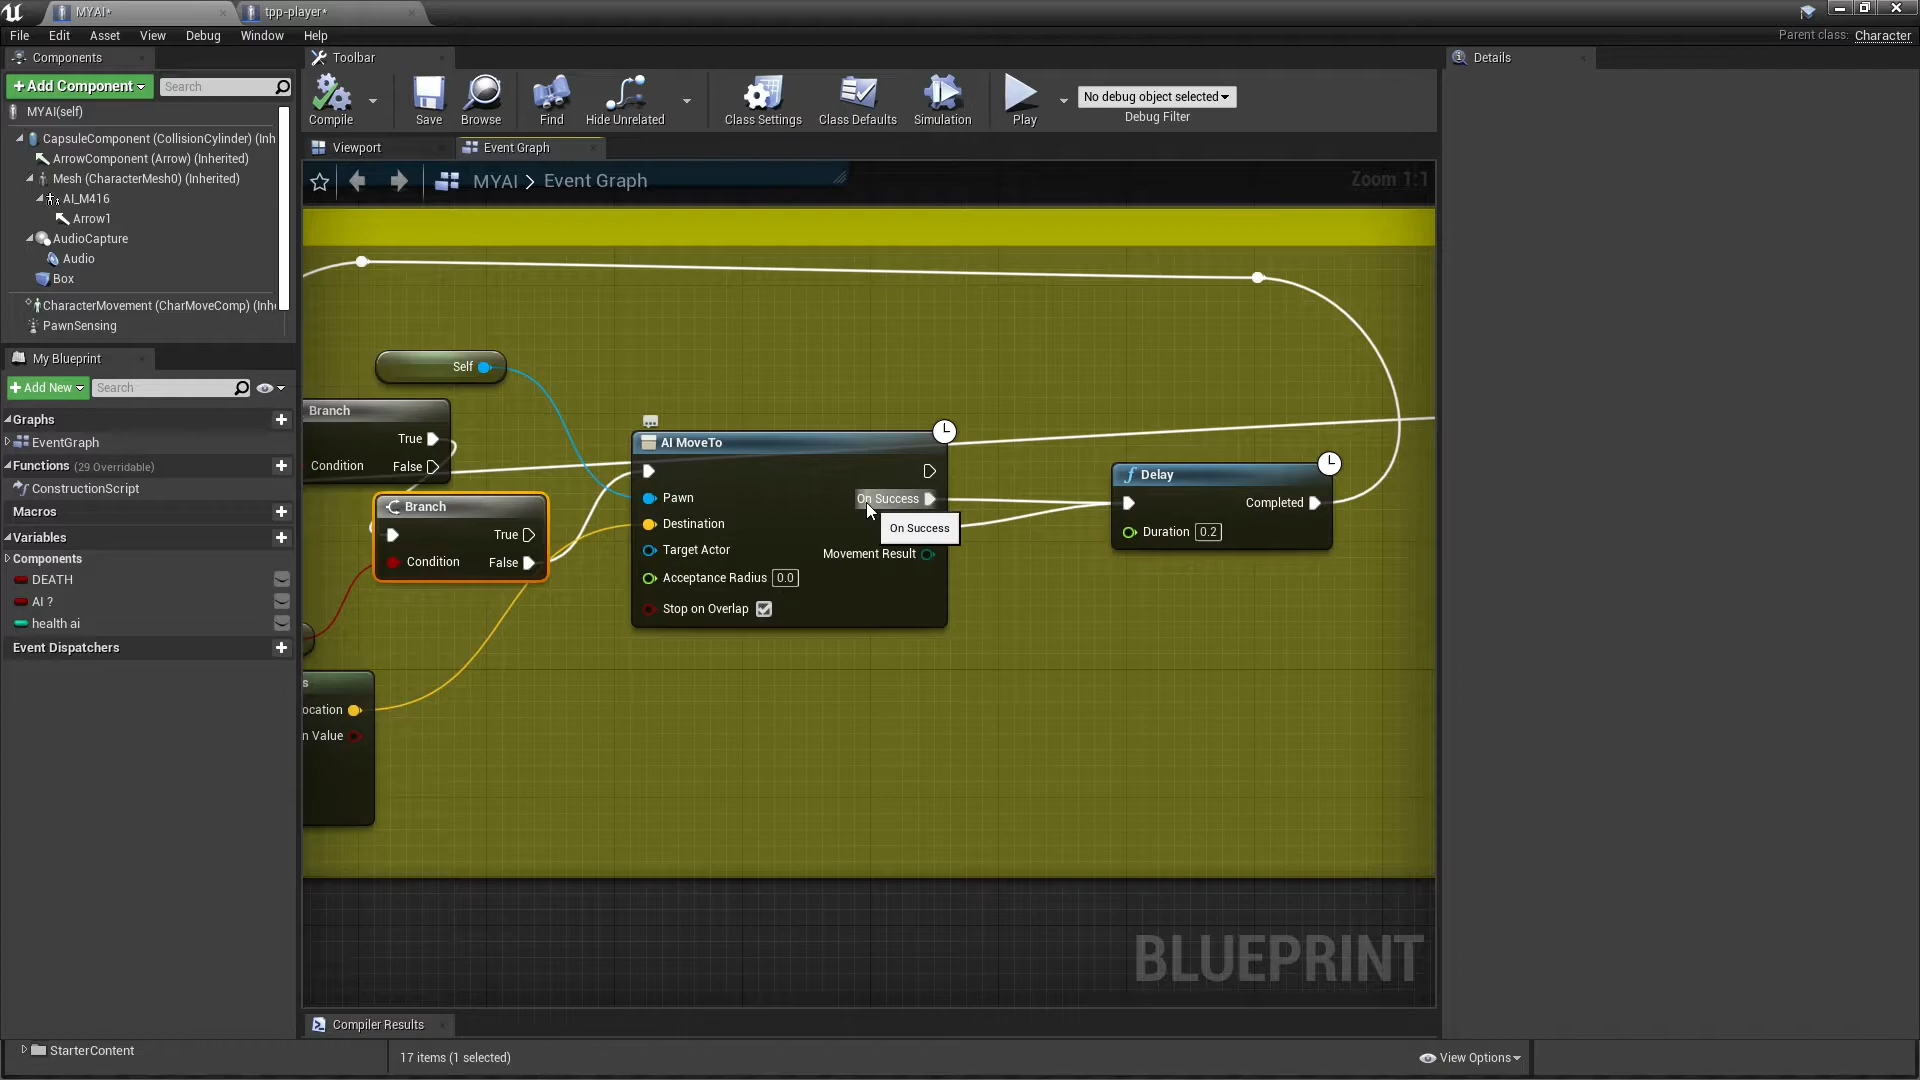 MYAI*
tpp-player*
File Edit Asset View Debug Window Help
Parent class: Character
Components
Toolbar
Details
+Add Component
Search
Compile
Save
Browse
Find
Hide Unrelated
Class Settings
Class Defaults
Simulation
Play
No debug object selected
Debug Filter
MYAI(self)
CapsuleComponent (CollisionCylinder) (Inh
ArrowComponent (Arrow) (Inherited)
Mesh (CharacterMesh0) (Inherited)
AI_M416
Arrow1
AudioCapture
Audio
Box
CharacterMovement (CharMoveComp) (Inhe
PawnSensing
Viewport
Event Graph
MYAI > Event Graph
Zoom 1:1
My Blueprint
+Add New
Search
Graphs
EventGraph
Functions (29 Overridable)
ConstructionScript
Macros
Variables
Components
DEATH
AI ?
health ai
Event Dispatchers
Self
Branch
True
Condition
False
Branch
True
Condition
False
s
ocation
n Value
AI MoveTo
Pawn
On Success
Destination
On Success
Target Actor
Movement Result
Acceptance Radius 0.0
Stop on Overlap
Delay
Completed
Duration 0.2
BLUEPRINT
Compiler Results
StarterContent
17 items (1 selected)
View Options